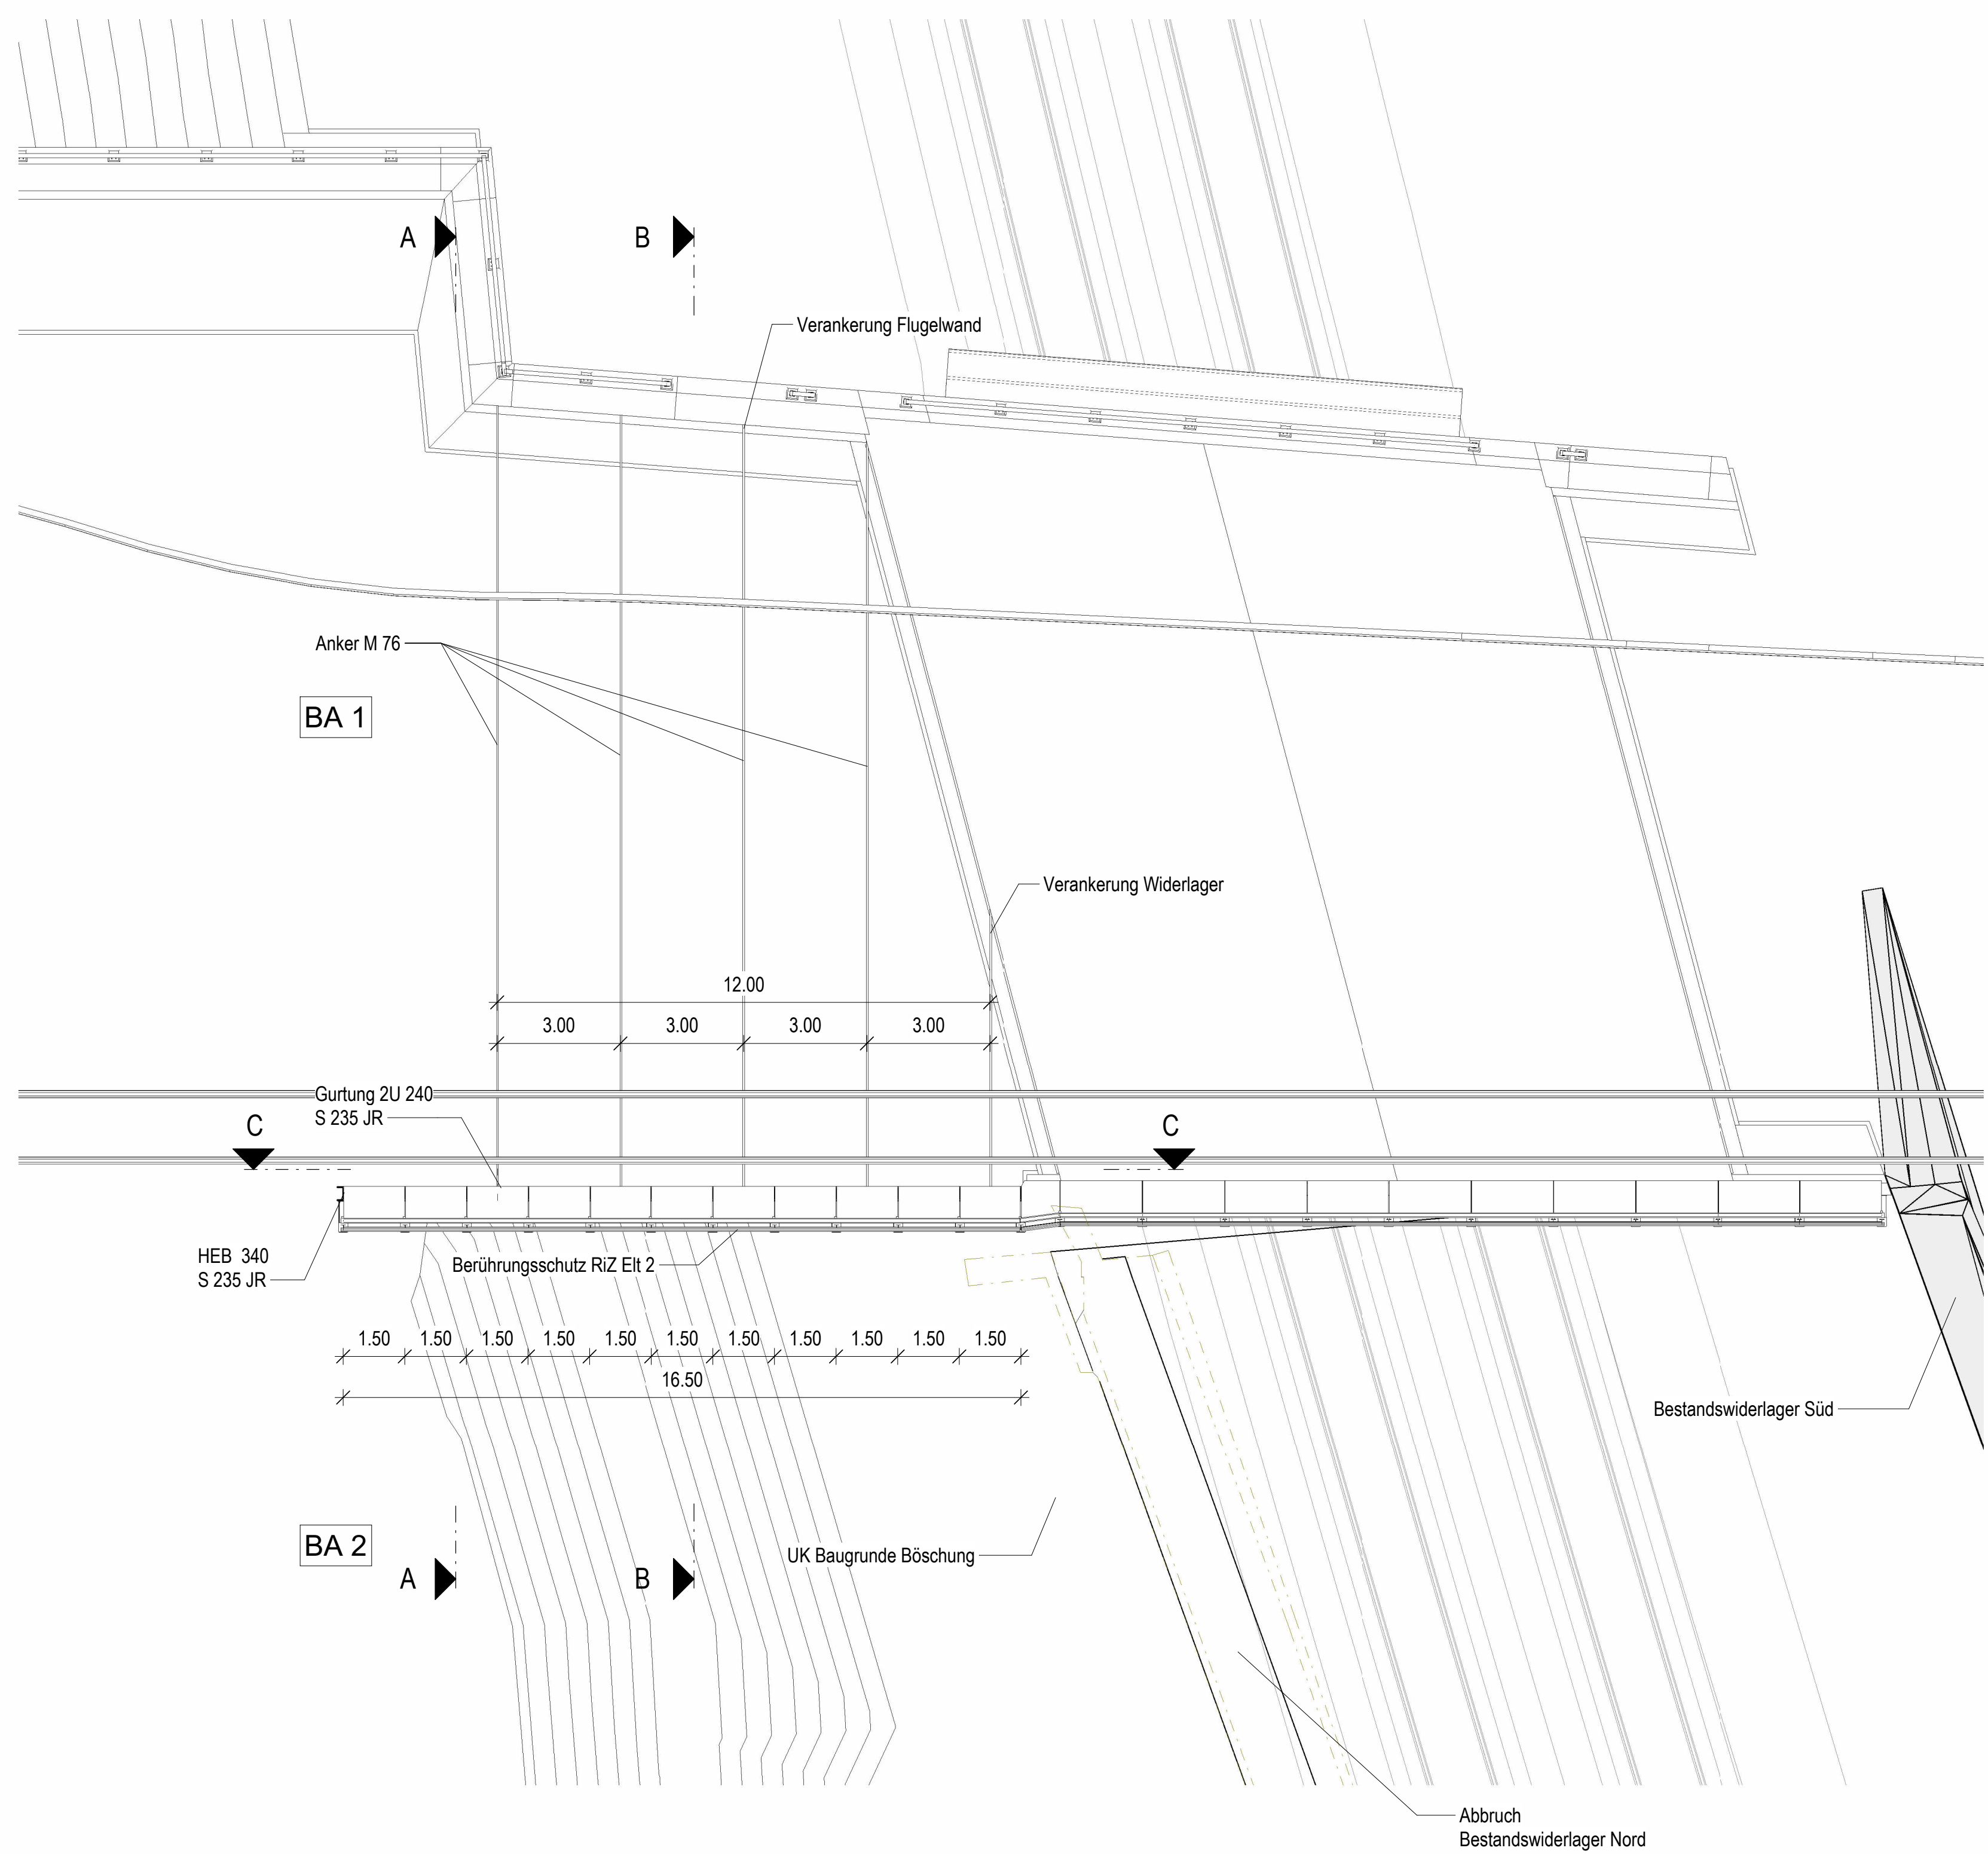 A
B
Verankerung Flugelwand
Anker M 76
BA 1
Verankerung Widerlager
12.00
3.00 3.00 3.00 3.00
Gurtung 2U 240
S 235 JR
C
C
HEB 340
S 235 JR
Berührungsschutz RiZ Elt 2
1.50 1.50 1.50 1.50 1.50 1.50 1.50 1.50 1.50 1.50 1.50
16.50
Bestandswiderlager Süd
BA 2
UK Baugrunde Böschung
A
B
Abbruch
Bestandswiderlager Nord